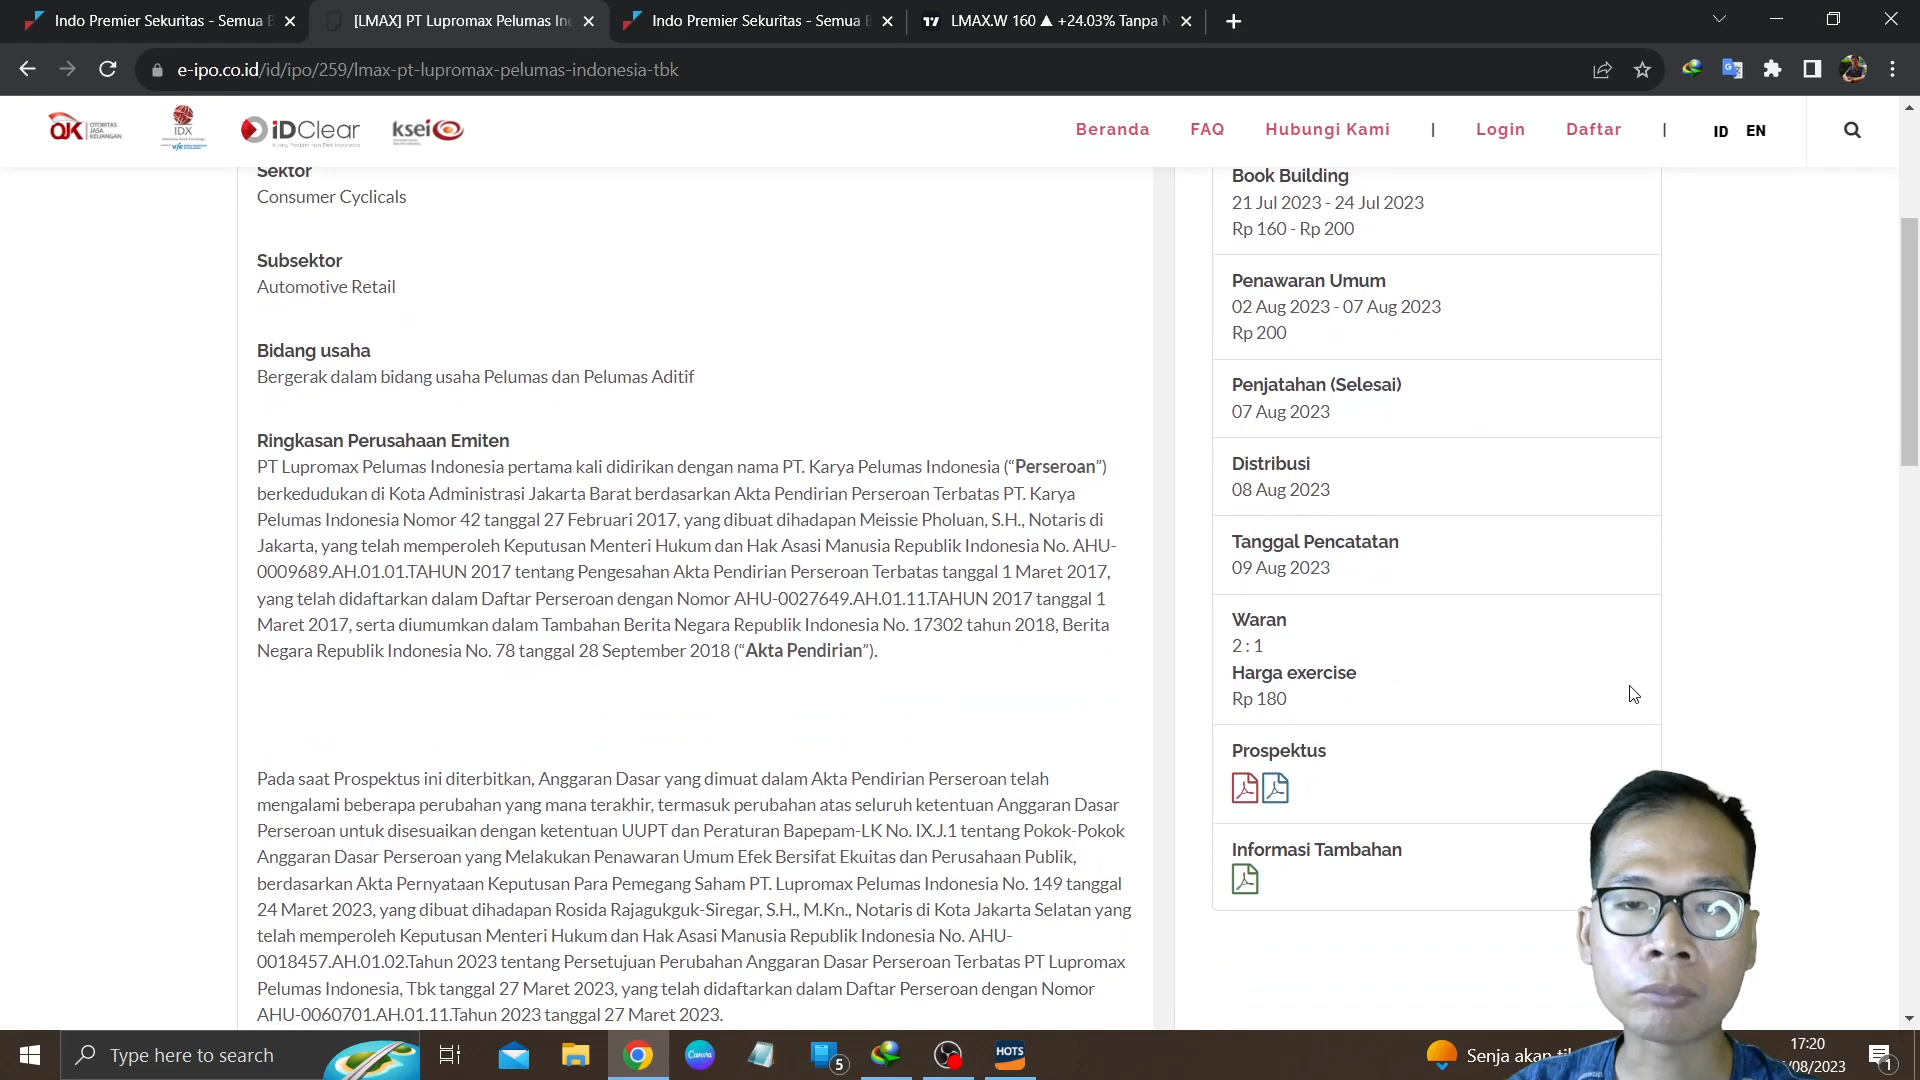 Indo Premier Sekuritas - Semua B
[LMAX] PT Lupromax Pelumas In
Indo Premier Sekuritas - Semua B
LMAX.W 160 ▲ +24.03% Tanpa N
e-ipo.co.id/id/ipo/259/lmax-pt-lupromax-pelumas-indonesia-tbk
OJK OTORITAS JASA KEUANGAN
IDX
iDClear
ksei
Beranda FAQ Hubungi Kami | Login Daftar | ID EN
Sektor
Consumer Cyclicals
Subsektor
Automotive Retail
Bidang usaha
Bergerak dalam bidang usaha Pelumas dan Pelumas Aditif
Ringkasan Perusahaan Emiten
PT Lupromax Pelumas Indonesia pertama kali didirikan dengan nama PT. Karya Pelumas Indonesia (“Perseroan”)
berkedudukan di Kota Administrasi Jakarta Barat berdasarkan Akta Pendirian Perseroan Terbatas PT. Karya
Pelumas Indonesia Nomor 42 tanggal 27 Februari 2017, yang dibuat dihadapan Meissie Pholuan, S.H., Notaris di
Jakarta, yang telah memperoleh Keputusan Menteri Hukum dan Hak Asasi Manusia Republik Indonesia No. AHU-
0009689.AH.01.01.TAHUN 2017 tentang Pengesahan Akta Pendirian Perseroan Terbatas tanggal 1 Maret 2017,
yang telah didaftarkan dalam Daftar Perseroan dengan Nomor AHU-0027649.AH.01.11.TAHUN 2017 tanggal 1
Maret 2017, serta diumumkan dalam Tambahan Berita Negara Republik Indonesia No. 17302 tahun 2018, Berita
Negara Republik Indonesia No. 78 tanggal 28 September 2018 (“Akta Pendirian”).
Pada saat Prospektus ini diterbitkan, Anggaran Dasar yang dimuat dalam Akta Pendirian Perseroan telah
mengalami beberapa perubahan yang mana terakhir, termasuk perubahan atas seluruh ketentuan Anggaran Dasar
Perseroan untuk disesuaikan dengan ketentuan UUPT dan Peraturan Bapepam-LK No. IX.J.1 tentang Pokok-Pokok
Anggaran Dasar Perseroan yang Melakukan Penawaran Umum Efek Bersifat Ekuitas dan Perusahaan Publik,
berdasarkan Akta Pernyataan Keputusan Para Pemegang Saham PT. Lupromax Pelumas Indonesia No. 149 tanggal
24 Maret 2023, yang dibuat dihadapan Rosida Rajagukguk-Siregar, S.H., M.Kn., Notaris di Kota Jakarta Selatan yang
telah memperoleh Keputusan Menteri Hukum dan Hak Asasi Manusia Republik Indonesia No. AHU-
0018457.AH.01.02.Tahun 2023 tentang Persetujuan Perubahan Anggaran Dasar Perseroan Terbatas PT Lupromax
Pelumas Indonesia, Tbk tanggal 27 Maret 2023, yang telah didaftarkan dalam Daftar Perseroan dengan Nomor
AHU-0060701.AH.01.11.Tahun 2023 tanggal 27 Maret 2023.
Book Building
21 Jul 2023 - 24 Jul 2023
Rp 160 - Rp 200
Penawaran Umum
02 Aug 2023 - 07 Aug 2023
Rp 200
Penjatahan (Selesai)
07 Aug 2023
Distribusi
08 Aug 2023
Tanggal Pencatatan
09 Aug 2023
Waran
2 : 1
Harga exercise
Rp 180
Prospektus
Informasi Tambahan
Type here to search
5
HOTS
Senja akan ti
17:20
/08/2023
1